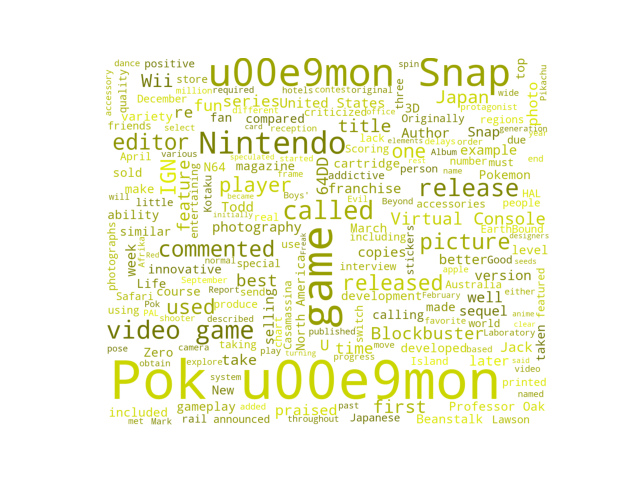 dance positive
u00e9mon Snap
accessory quality
Wii store
million required hotels contest original
spin three top wide Pikachu
December fun series United States
different office
3D
Japan photo protagonist
variety re fan compared criticized
Originally regions generation
friends select card reception title
Author Snap year
editor Nintendo lack Scoring one example
elements delays order due
April various
IGN N64 magazine 64DD cartridge person Album number must
sold entertaining speculated started addictive
name Pokemon rest end
make feature Kotaku player franchise release HAL
will little Boys' Evil Beyond accessories people
ability became called Virtual Console
photographs similar Afrika initially real March EarthBound
photography including stickers picture designers
week commented use game level
Red Freak copies
innovative normal special North America interview better Good seeds
Life best apple version
Safari course Report send Casamassina development Australia either featured
September February
using PAL used produce selling chart released made well sequel
described switch calling favorite world anime
video game taking published Blockbuster Laboratory
pose Zero camera U time move developed based Jack clear said
obtain explore take play turning progress Island later taken video
Pok u00e9mon
system New printed named
included gameplay added praised past first Professor Oak
met Mark rail shooter announced throughout Japanese Beanstalk Lawson
Pok